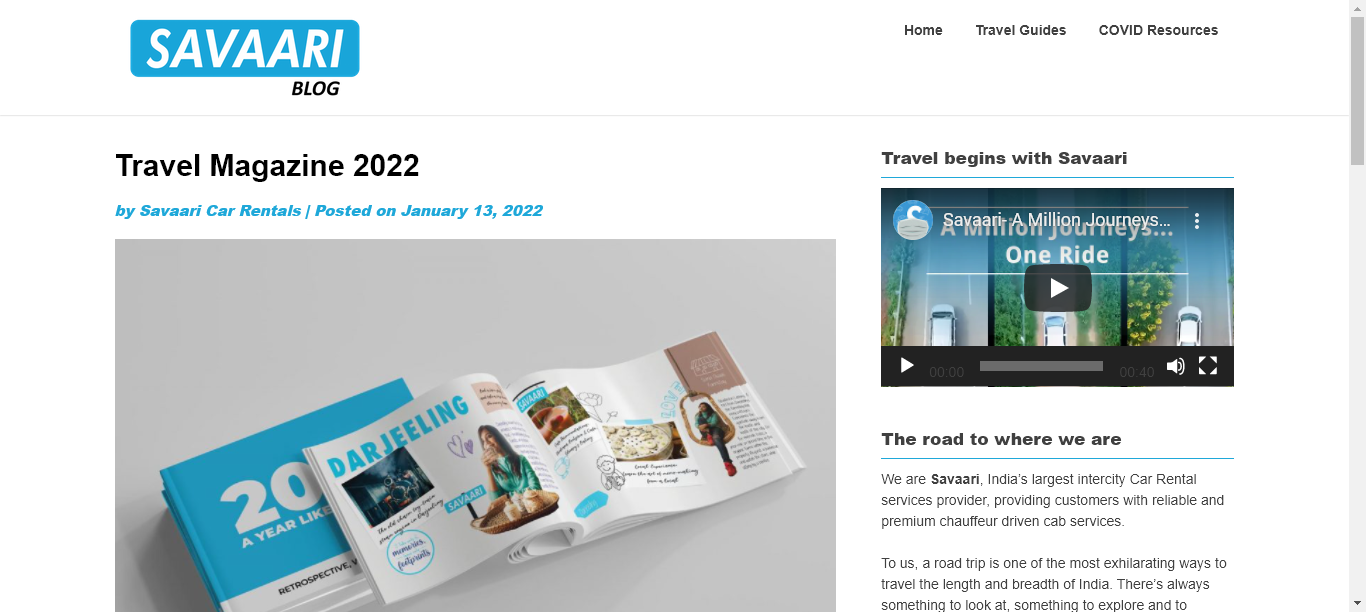 SAVAARI
BLOG
Home
Travel Guides
COVID Resources
Travel Magazine 2022
by Savaari Car Rentals | Posted on January 13, 2022
DARJEELING
SAVAARI
SAVAARI
LOVE
20
A YEAR LIKE
RETROSPECTIVE,
memories,
footprints
Travel begins with Savaari
Savaari- A Million Journeys...
A Million Journeys...
One Ride
00:00
00:40
The road to where we are
We are Savaari, India’s largest intercity Car Rental
services provider, providing customers with reliable and
premium chauffeur driven cab services.
To us, a road trip is one of the most exhilarating ways to
travel the length and breadth of India. There’s always
something to look at, something to explore and to